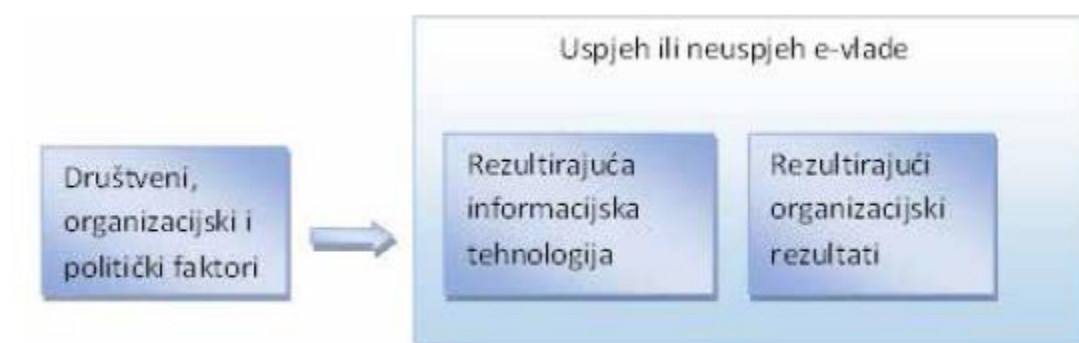 Uspjeh ili neuspjeh e-vlade
Društveni,
organizacijski i
politički faktori
Rezultirajuća
informacijska
tehnologija
Rezultirajući
organizacijski
rezultati